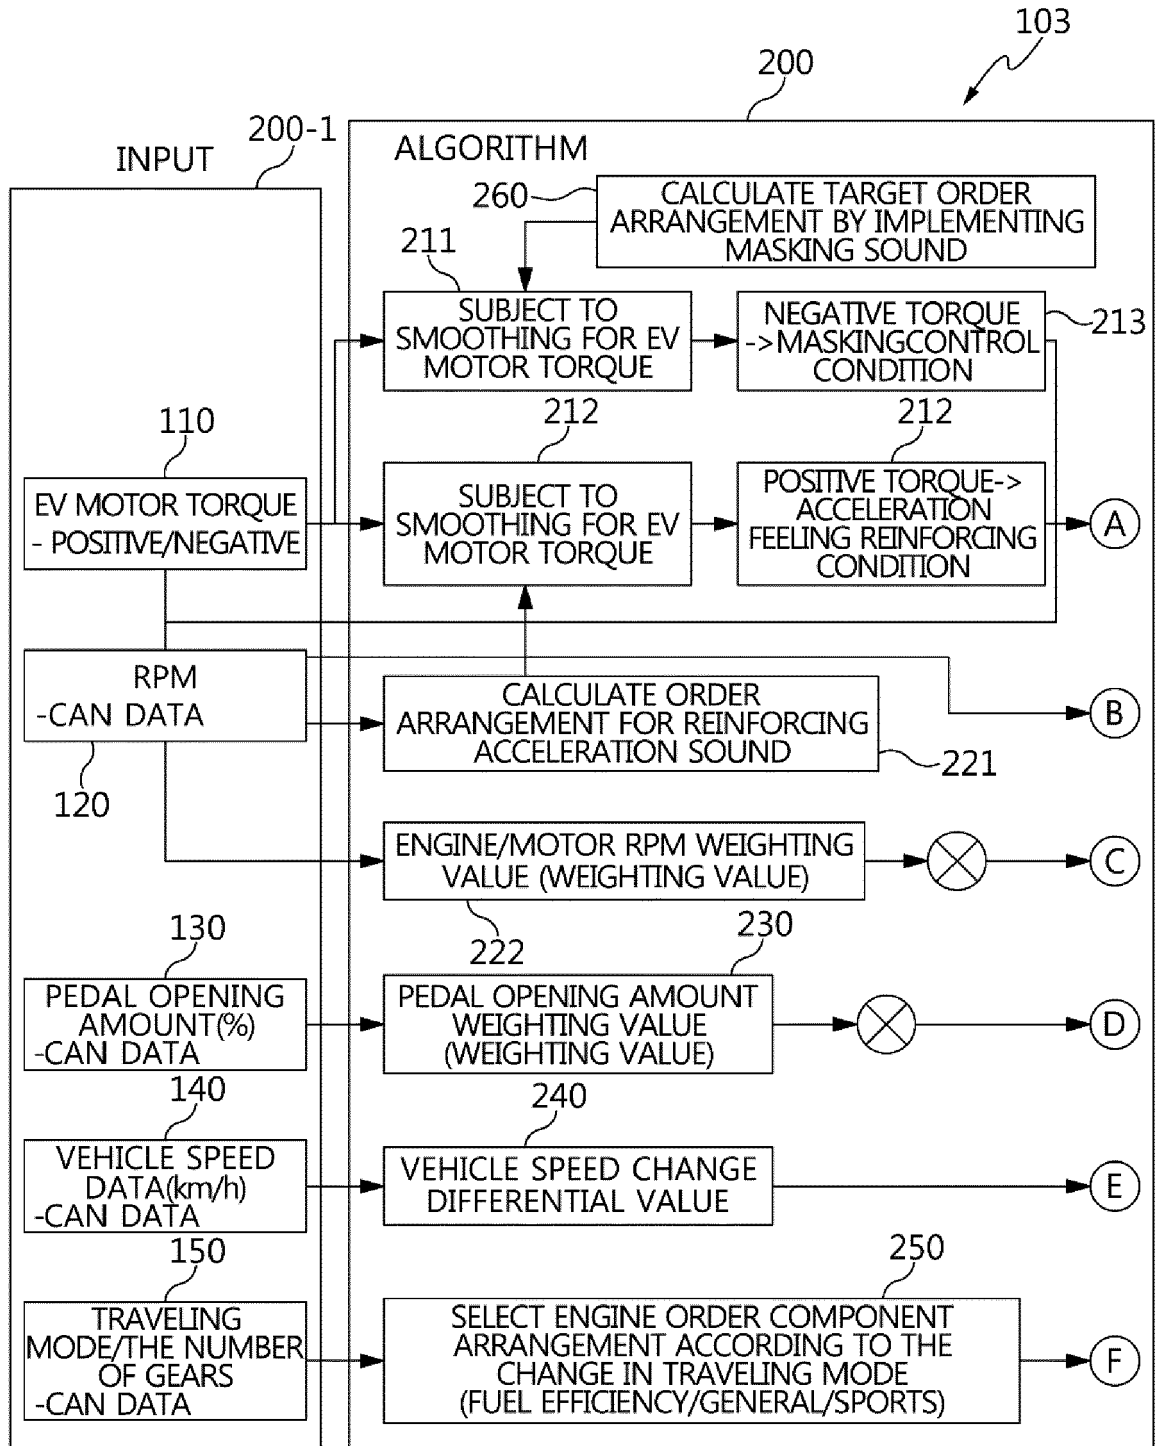 103
200
200-1
INPUT
ALGORITHM
260
CALCULATE TARGET ORDER
ARRANGEMENT BY IMPLEMENTING
MASKING SOUND
211
SUBJECT TO
SMOOTHING FOR EV
MOTOR TORQUE
NEGATIVE TORQUE
->MASKINGCONTROL
CONDITION
213
110
212
212
EV MOTOR TORQUE
- POSITIVE/NEGATIVE
SUBJECT TO
SMOOTHING FOR EV
MOTOR TORQUE
POSITIVE TORQUE->
ACCELERATION
FEELING REINFORCING
CONDITION
A
RPM
-CAN DATA
120
CALCULATE ORDER
ARRANGEMENT FOR REINFORCING
ACCELERATION SOUND
221
B
ENGINE/MOTOR RPM WEIGHTING
VALUE (WEIGHTING VALUE)
222
C
130
PEDAL OPENING
AMOUNT(%)
-CAN DATA
230
PEDAL OPENING AMOUNT
WEIGHTING VALUE
(WEIGHTING VALUE)
D
140
VEHICLE SPEED
DATA(km/h)
-CAN DATA
240
VEHICLE SPEED CHANGE
DIFFERENTIAL VALUE
E
150
TRAVELING
MODE/THE NUMBER
OF GEARS
-CAN DATA
250
SELECT ENGINE ORDER COMPONENT
ARRANGEMENT ACCORDING TO THE
CHANGE IN TRAVELING MODE
(FUEL EFFICIENCY/GENERAL/SPORTS)
F